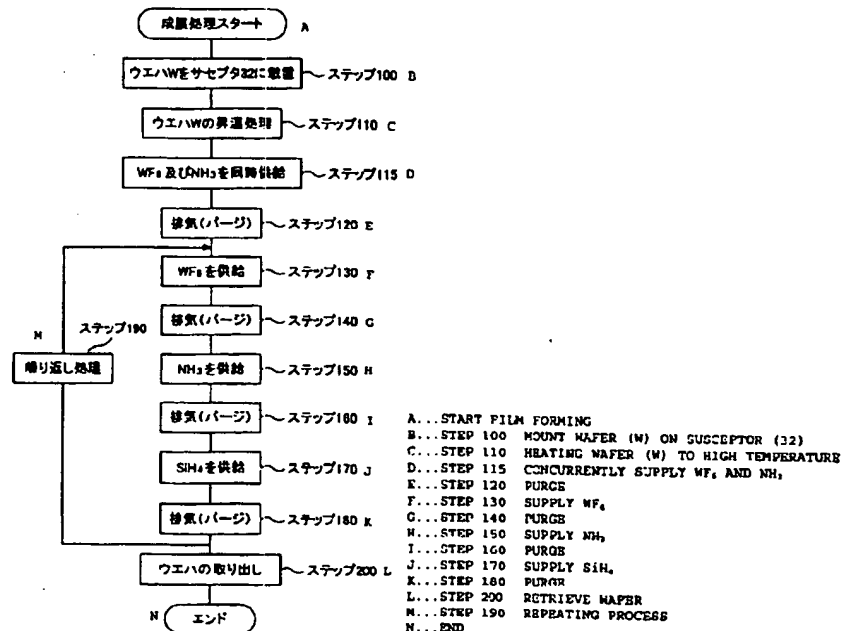 成膜処理スタート A
ウエハWをサセプタ32に載置 ステップ100 B
ウエハWの昇温処理 ステップ110 C
WF₆及びNH₃を同時供給 ステップ115 D
排気(パージ) ステップ120 E
WF₆を供給 ステップ130 F
排気(パージ) ステップ140 G
M ステップ190
繰り返し処理
NH₃を供給 ステップ150 H
排気(パージ) ステップ160 I
SiH₄を供給 ステップ170 J
排気(パージ) ステップ180 K
ウエハの取り出し ステップ200 L
N エンド
A...START FILM FORMING
B...STEP 100 MOUNT WAFER (W) ON SUSCEPTOR (32)
C...STEP 110 HEATING WAFER (W) TO HIGH TEMPERATURE
D...STEP 115 CONCURRENTLY SUPPLY WF₆ AND NH₃
E...STEP 120 PURGE
F...STEP 130 SUPPLY WF₆
G...STEP 140 PURGE
H...STEP 150 SUPPLY NH₃
I...STEP 160 PURGE
J...STEP 170 SUPPLY SiH₄
K...STEP 180 PURGE
L...STEP 200 RETRIEVE WAFER
M...STEP 190 REPEATING PROCESS
N...END